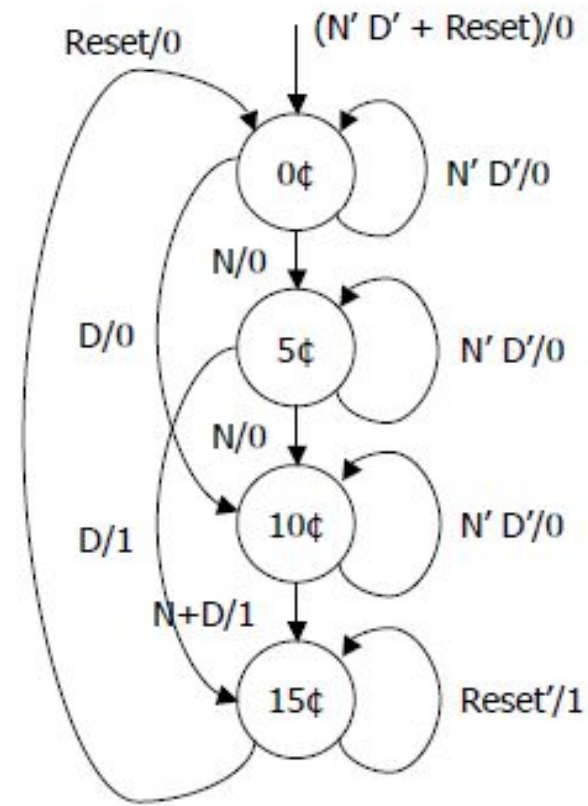 Reset/0
(N' D' + Reset)/0
0¢
N' D'/0
N/0
D/0
5¢
N' D'/0
N/0
10¢
N' D'/0
D/1
N+D/1
15¢
Reset'/1